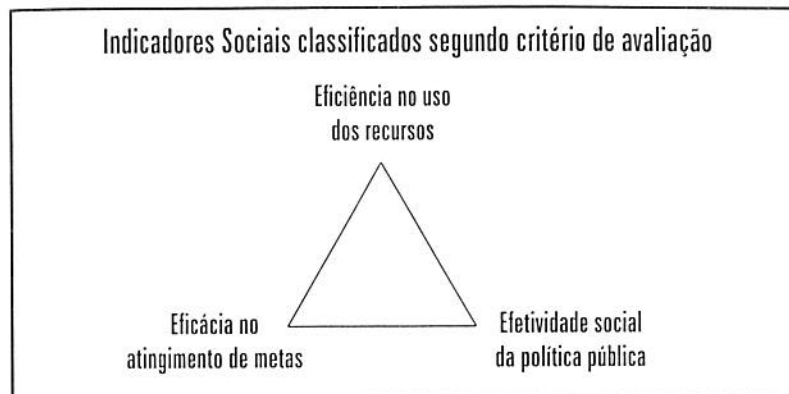 Indicadores Sociais classificados segundo critério de avaliação
Eficiência no uso
dos recursos
Eficácia no
atingimento de metas
Efetividade social
da política pública